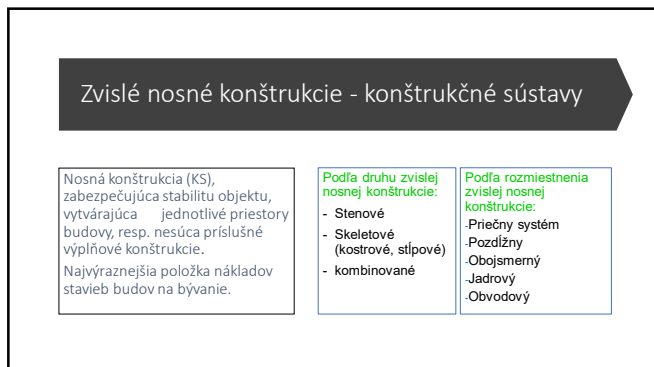 Zvislé nosné konštrukcie - konštrukčné sústavy
Nosná konštrukcia (KS),
zabezpečujúca stabilitu objektu,
vytvárajúca jednotlivé priestory
budovy, resp. nesúca príslušné
výplňové konštrukcie.
Najvýraznejšia položka nákladov
stavieb budov na bývanie.
Podľa druhu zvislej
nosnej konštrukcie:
- Stenové
- Skeletové
(kostrové, stĺpové)
- kombinované
Podľa rozmiestnenia
zvislej nosnej
konštrukcie:
-Priečny systém
-Pozdĺžny
-Obojsmerný
-Jadrový
-Obvodový